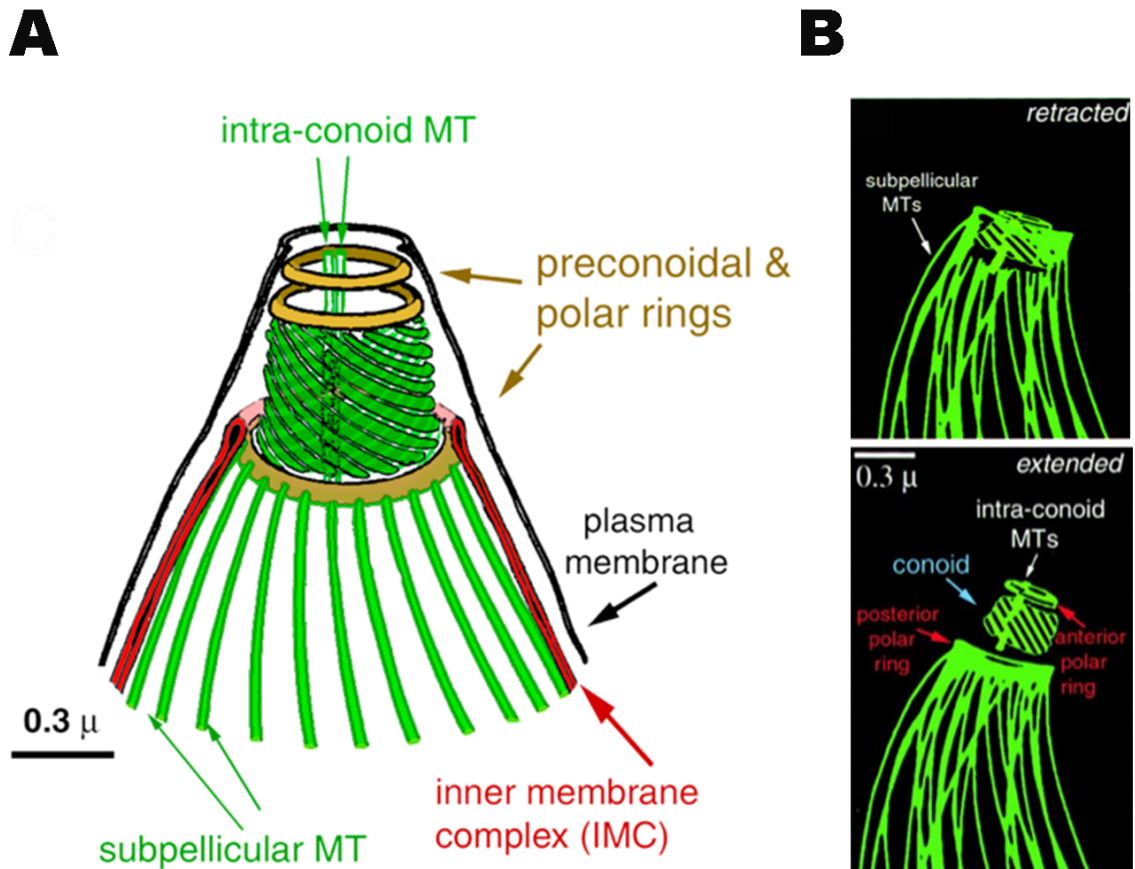 A
B
C
intra-conoid MT
preconoidal &
polar rings
plasma
membrane
0.3 μ
inner membrane
complex (IMC)
subpellicular MT
retracted
subpellicular
MTs
0.3 μ
extended
intra-conoid
MTs
conoid
posterior
polar
ring
anterior
polar
ring